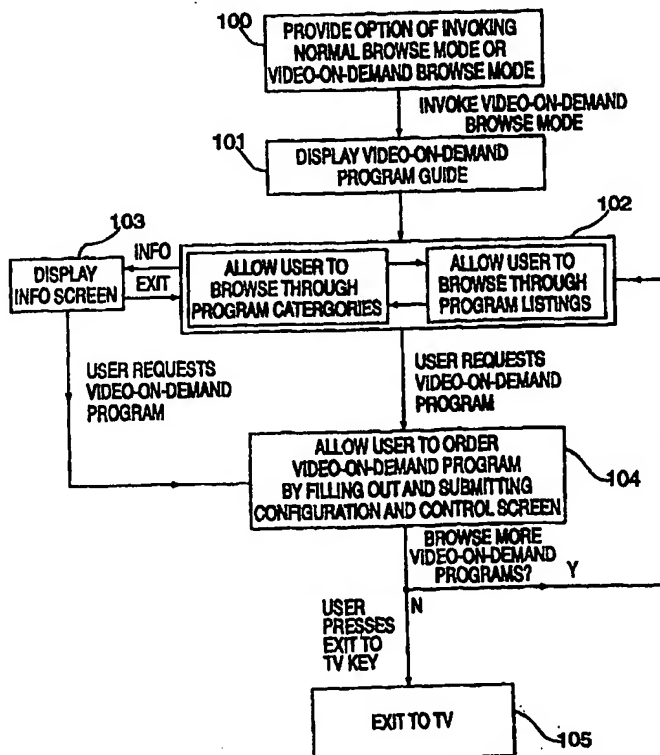 100
PROVIDE OPTION OF INVOKING
NORMAL BROWSE MODE OR
VIDEO-ON-DEMAND BROWSE MODE
INVOKE VIDEO-ON-DEMAND
BROWSE MODE
101
DISPLAY VIDEO-ON-DEMAND
PROGRAM GUIDE
102
103
DISPLAY
INFO SCREEN
INFO
EXIT
ALLOW USER TO
BROWSE THROUGH
PROGRAM CATERGORIES
ALLOW USER TO
BROWSE THROUGH
PROGRAM LISTINGS
USER REQUESTS
VIDEO-ON-DEMAND
PROGRAM
USER REQUESTS
VIDEO-ON-DEMAND
PROGRAM
ALLOW USER TO ORDER
VIDEO-ON-DEMAND PROGRAM
BY FILLING OUT AND SUBMITTING
CONFIGURATION AND CONTROL SCREEN
104
BROWSE MORE
VIDEO-ON-DEMAND
PROGRAMS?
Y
N
USER
PRESSES
EXIT TO
TV KEY
EXIT TO TV
105